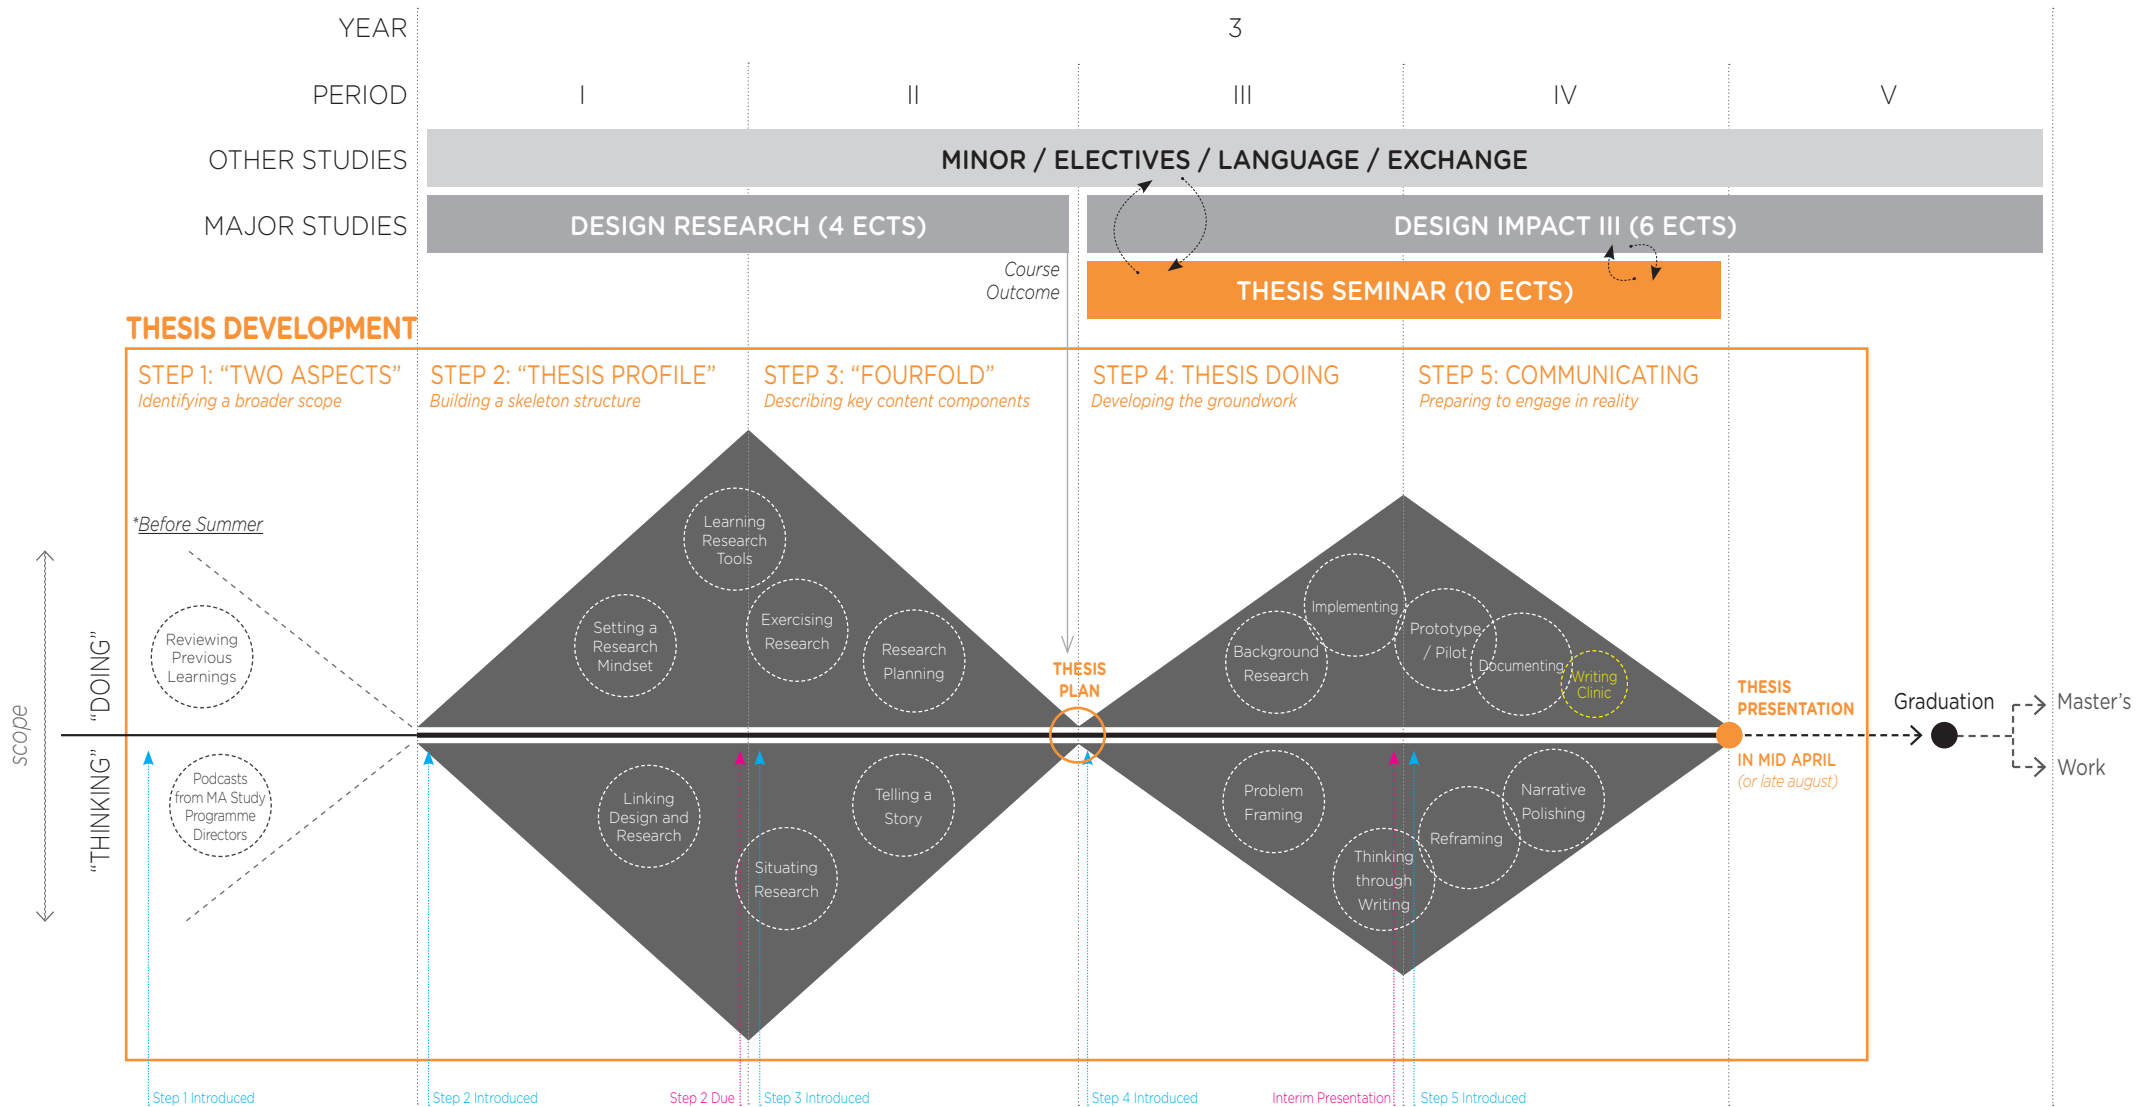 YEAR
3
PERIOD
I
II
III
IV
V
OTHER STUDIES
MINOR / ELECTIVES / LANGUAGE / EXCHANGE
MAJOR STUDIES
DESIGN RESEARCH (4 ECTS)
DESIGN IMPACT III (6 ECTS)
Course
Outcome
THESIS SEMINAR (10 ECTS)
THESIS DEVELOPMENT
STEP 1: “TWO ASPECTS”
Identifying a broader scope
STEP 2: “THESIS PROFILE”
Building a skeleton structure
STEP 3: “FOURFOLD”
Describing key content components
STEP 4: THESIS DOING
Developing the groundwork
STEP 5: COMMUNICATING
Preparing to engage in reality
*Before Summer
scope
“DOING”
“THINKING”
Reviewing
Previous
Learnings
Podcasts
from MA Study
Programme
Directors
Setting a
Research
Mindset
Learning
Research
Tools
Exercising
Research
Research
Planning
Linking
Design and
Research
Situating
Research
Telling a
Story
THESIS
PLAN
Background
Research
Implementing
Prototype
/ Pilot
Documenting
Writing
Clinic
Problem
Framing
Thinking
through
Writing
Reframing
Narrative
Polishing
THESIS
PRESENTATION
IN MID APRIL
(or late august)
Graduation
Master's
Work
Step 1 Introduced
Step 2 Introduced
Step 2 Due
Step 3 Introduced
Step 4 Introduced
Interim Presentation
Step 5 Introduced